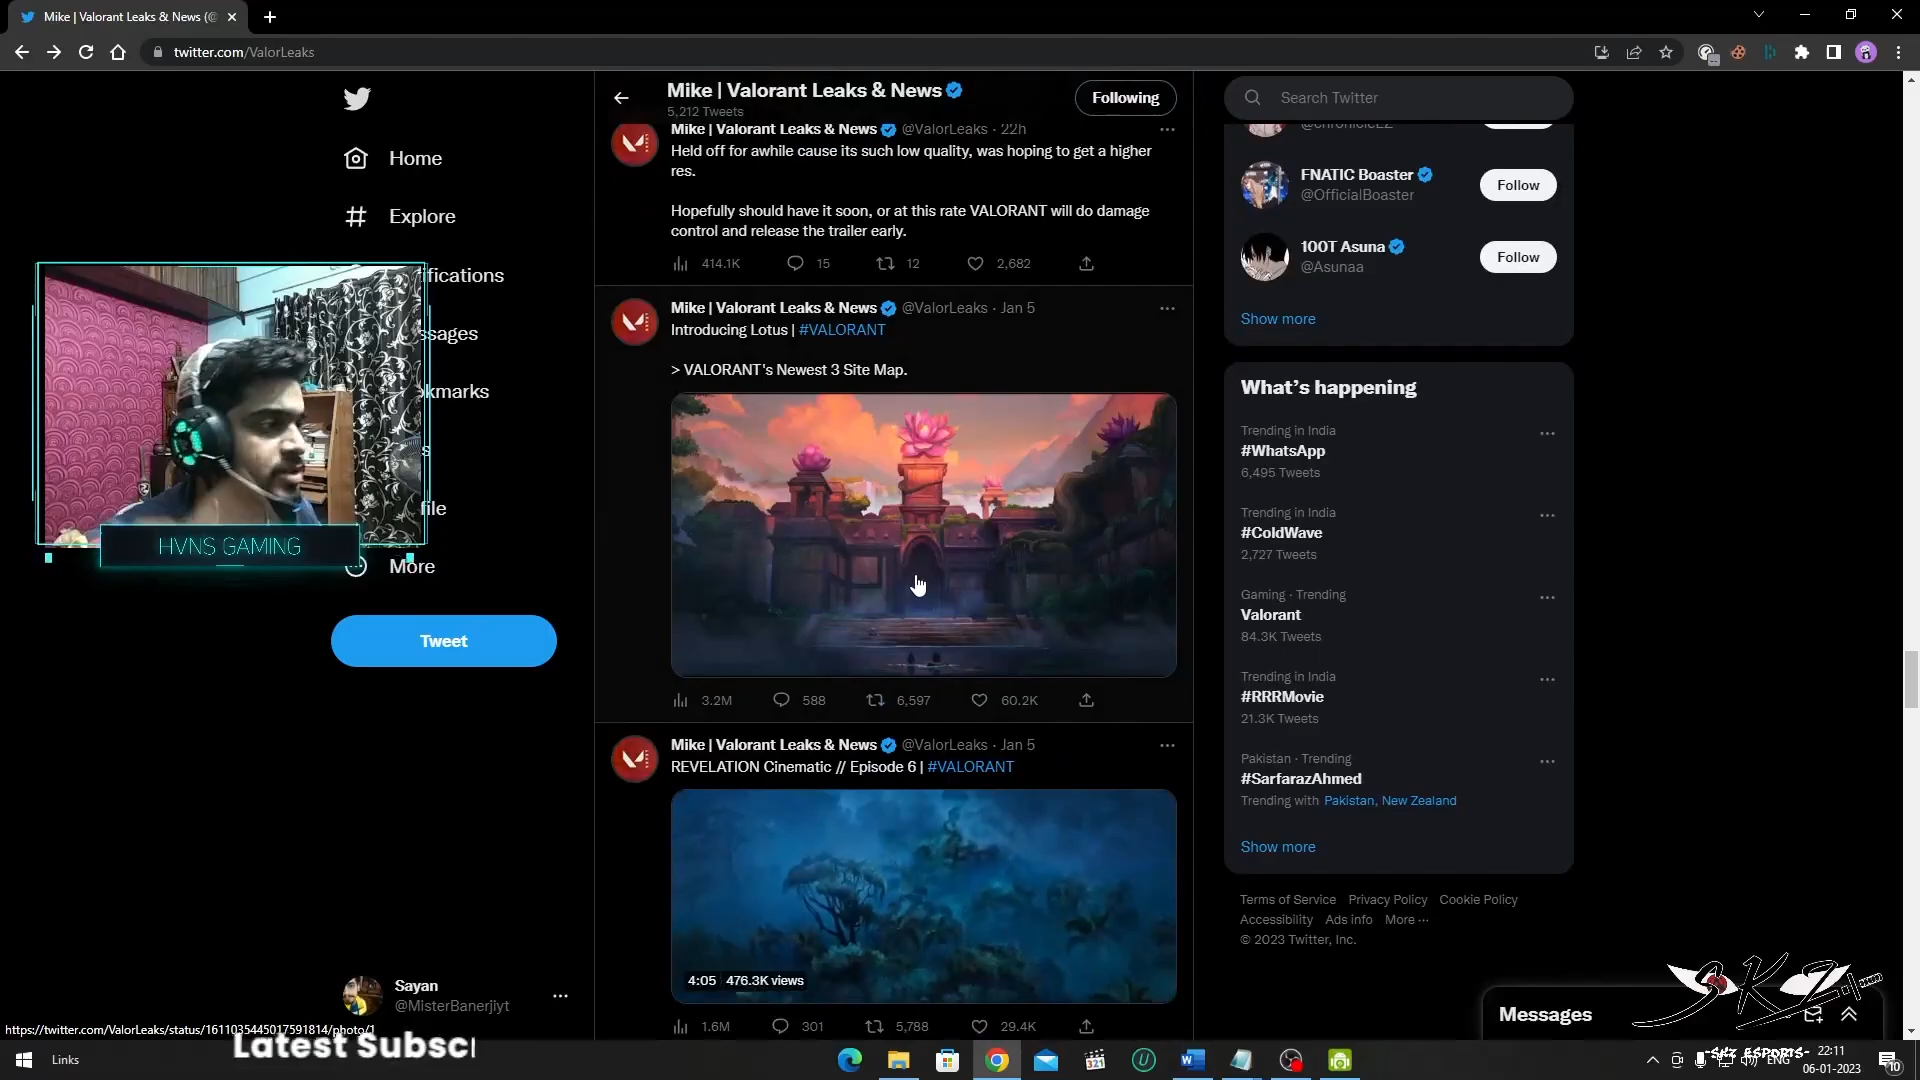 Mike | Valorant Leaks & News (@
twitter.com/ValorLeaks
Mike | Valorant Leaks & News
5,212 Tweets
Following
Search Twitter
Home
Explore
ifications
ssages
okmarks
s
file
More
Tweet
HVNS GAMING
Mike | Valorant Leaks & News @ValorLeaks · 22h
Held off for awhile cause its such low quality, was hoping to get a higher
res.
Hopefully should have it soon, or at this rate VALORANT will do damage
control and release the trailer early.
414.1K 15 12 2,682
Mike | Valorant Leaks & News @ValorLeaks · Jan 5
Introducing Lotus | #VALORANT
> VALORANT's Newest 3 Site Map.
3.2M 588 6,597 60.2K
Mike | Valorant Leaks & News @ValorLeaks · Jan 5
REVELATION Cinematic // Episode 6 | #VALORANT
4:05 476.3K views
1.6M 301 5,788 29.4K
FNATIC Boaster
@OfficialBoaster
Follow
100T Asuna
@Asunaa
Follow
Show more
What's happening
Trending in India
#WhatsApp
6,495 Tweets
Trending in India
#ColdWave
2,727 Tweets
Gaming · Trending
Valorant
84.3K Tweets
Trending in India
#RRRMovie
21.3K Tweets
Pakistan · Trending
#SarfarazAhmed
Trending with Pakistan, New Zealand
Show more
Terms of Service Privacy Policy Cookie Policy
Accessibility Ads info More ···
© 2023 Twitter, Inc.
Messages
SKZ
-SKZ ESPORTS-
Sayan
@MisterBanerjiyt
https://twitter.com/ValorLeaks/status/1611035445017591814/photo/1
Latest Subsc
Links
321
ENG
22:11
06-01-2023
10